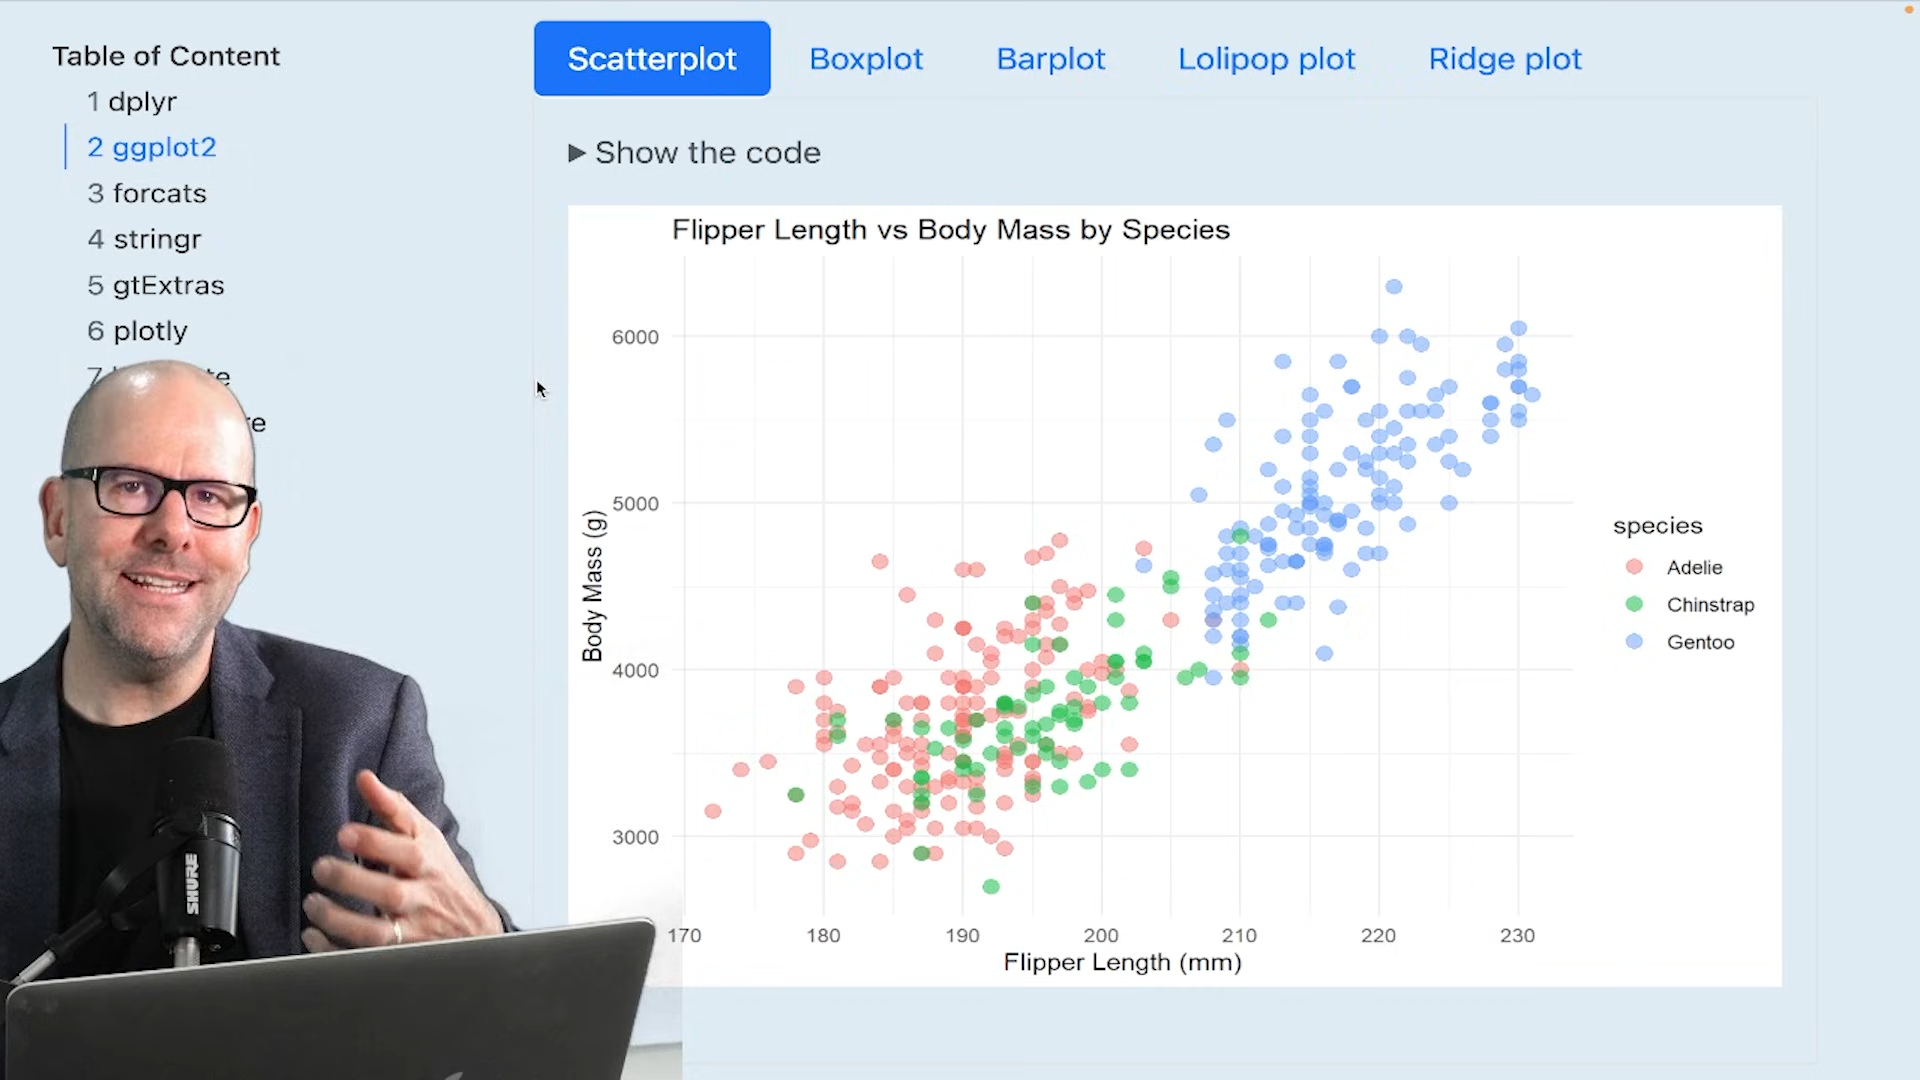 Table of Content
1 dplyr
2 ggplot2
3 forcats
4 stringr
5 gtExtras
6 plotly
7
Scatterplot
Boxplot
Barplot
Lolipop plot
Ridge plot
Show the code
Flipper Length vs Body Mass by Species
6000
5000
4000
3000
Body Mass (g)
170
180
190
200
210
220
230
Flipper Length (mm)
species
Adelie
Chinstrap
Gentoo
SHURE